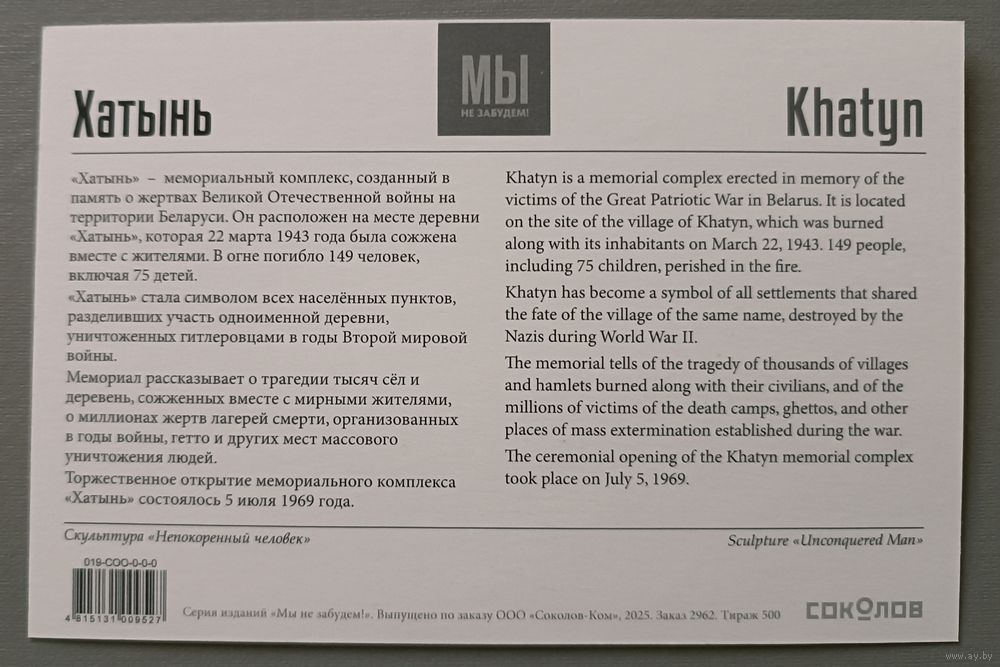 МЫ
НЕ ЗАБУДЕМ!
Хатынь
Khatyn
«Хатынь» – мемориальный комплекс, созданный в
память о жертвах Великой Отечественной войны на
территории Беларуси. Он расположен на месте деревни
«Хатынь», которая 22 марта 1943 года была сожжена
вместе с жителями. В огне погибло 149 человек,
включая 75 детей.
«Хатынь» стала символом всех населённых пунктов,
разделивших участь одноименной деревни,
уничтоженных гитлеровцами в годы Второй мировой
войны.
Мемориал рассказывает о трагедии тысяч сёл и
деревень, сожженных вместе с мирными жителями,
о миллионах жертв лагерей смерти, организованных
в годы войны, гетто и других мест массового
уничтожения людей.
Торжественное открытие мемориального комплекса
«Хатынь» состоялось 5 июля 1969 года.
Khatyn is a memorial complex erected in memory of the
victims of the Great Patriotic War in Belarus. It is located
on the site of the village of Khatyn, which was burned
along with its inhabitants on March 22, 1943. 149 people,
including 75 children, perished in the fire.
Khatyn has become a symbol of all settlements that shared
the fate of the village of the same name, destroyed by the
Nazis during World War II.
The memorial tells of the tragedy of thousands of villages
and hamlets burned along with their civilians, and of the
millions of victims of the death camps, ghettos, and other
places of mass extermination established during the war.
The ceremonial opening of the Khatyn memorial complex
took place on July 5, 1969.
Скульптура «Непокоренный человек»
Sculpture «Unconquered Man»
019-COO-0-0-0
4 815131 009527
Серия изданий «Мы не забудем!». Выпущено по заказу ООО «Соколов-Ком», 2025. Заказ 2962. Тираж 500
СОКОЛОВ
www.ay.by